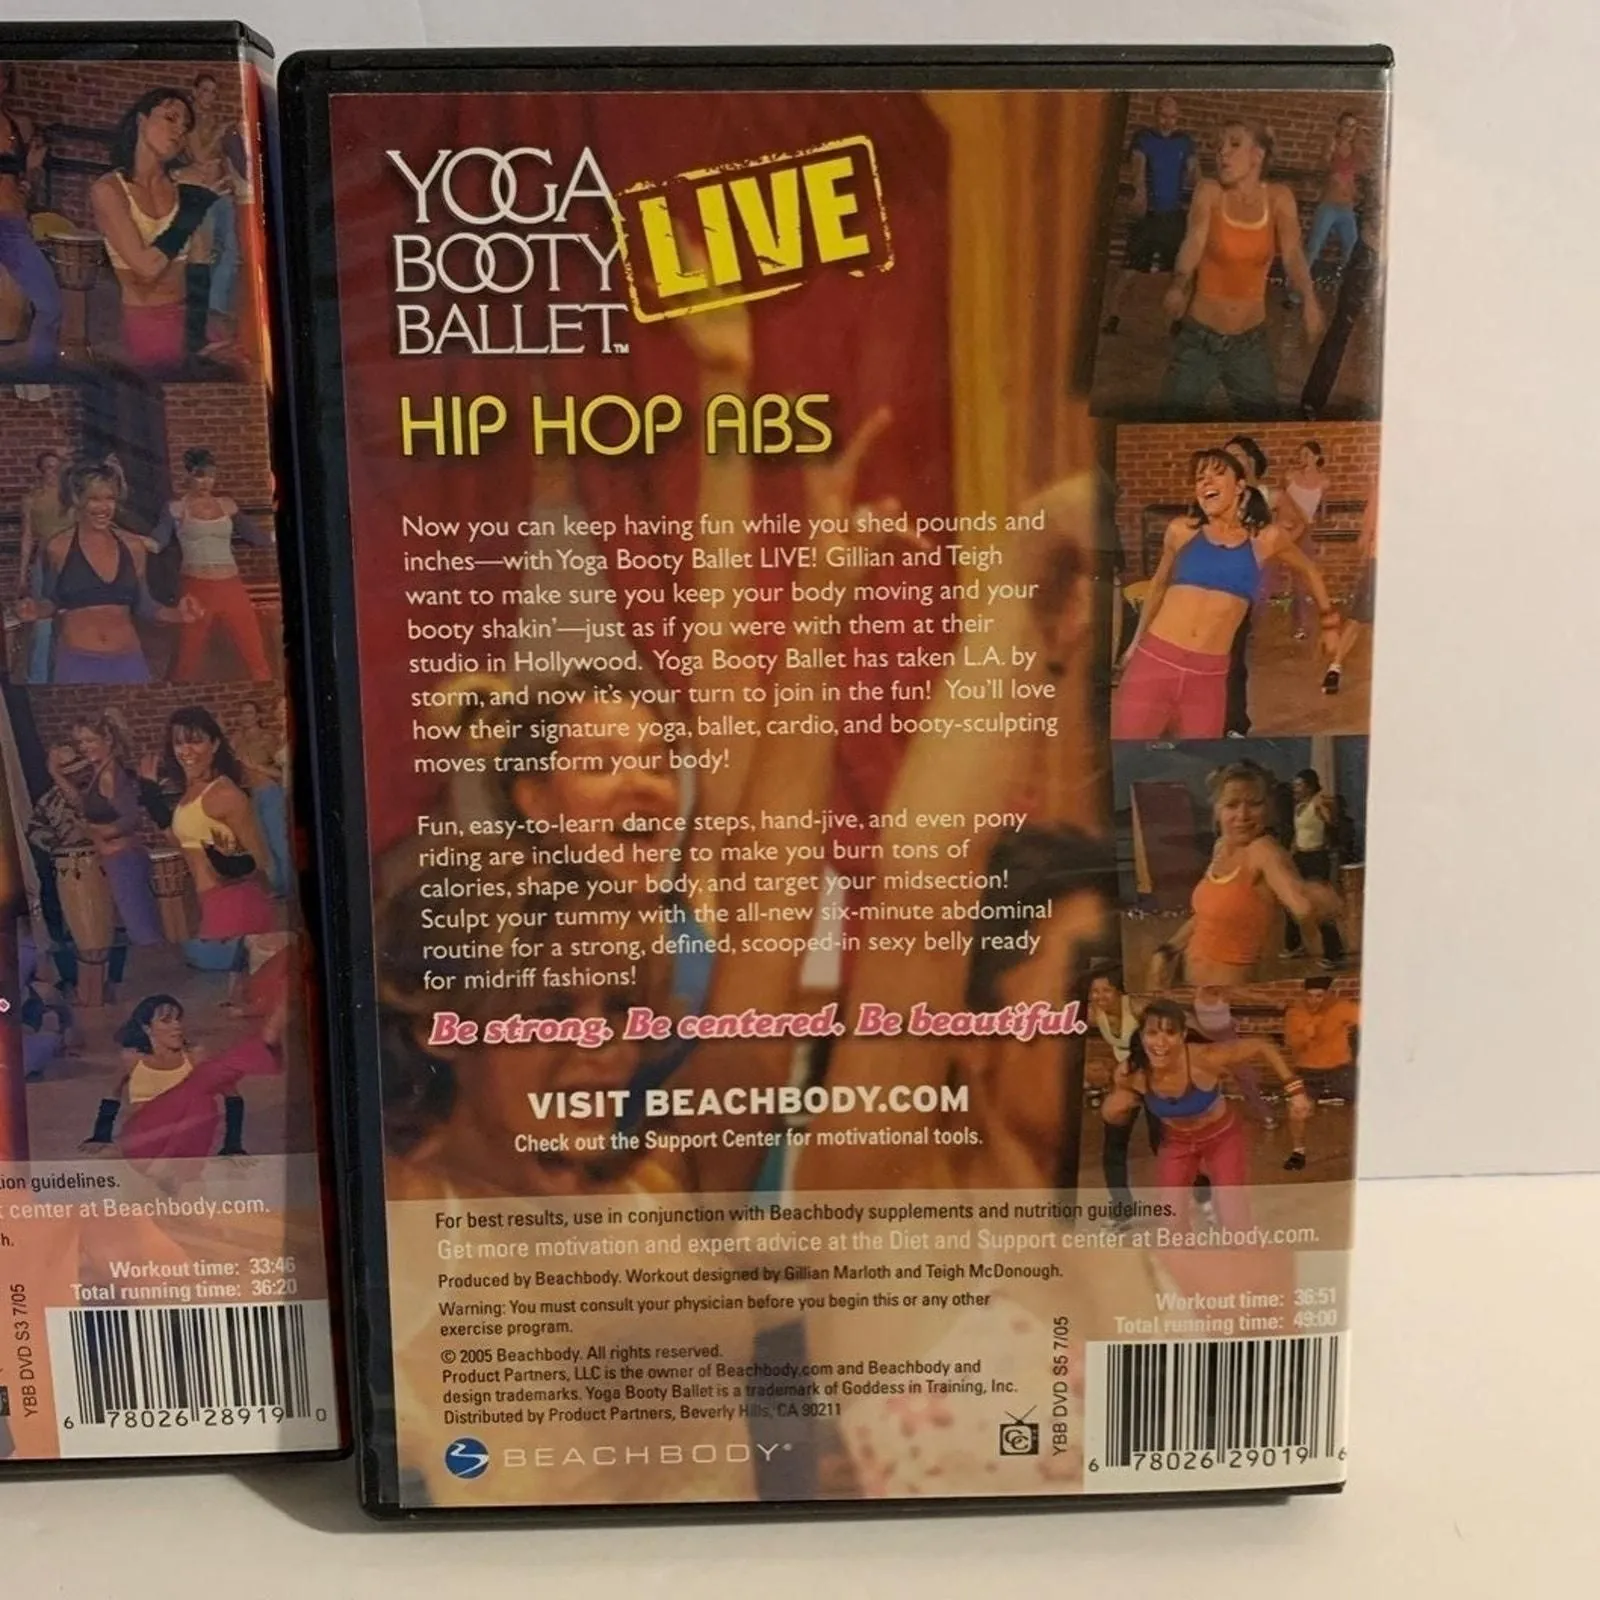 YOGA
BOOTY
BALLET™
LIVE
HIP HOP ABS
Now you can keep having fun while you shed pounds and
inches—with Yoga Booty Ballet LIVE! Gillian and Teigh
want to make sure you keep your body moving and your
booty shakin'—just as if you were with them at their
studio in Hollywood. Yoga Booty Ballet has taken L.A. by
storm, and now it's your turn to join in the fun! You'll love
how their signature yoga, ballet, cardio, and booty-sculpting
moves transform your body!
Fun, easy-to-learn dance steps, hand-jive, and even pony
riding are included here to make you burn tons of
calories, shape your body, and target your midsection!
Sculpt your tummy with the all-new six-minute abdominal
routine for a strong, defined, scooped-in sexy belly ready
for midriff fashions!
Be strong. Be centered. Be beautiful.
VISIT BEACHBODY.COM
Check out the Support Center for motivational tools.
For best results, use in conjunction with Beachbody supplements and nutrition guidelines.
Get more motivation and expert advice at the Diet and Support center at Beachbody.com.
Produced by Beachbody. Workout designed by Gillian Marloth and Teigh McDonough.
Warning: You must consult your physician before you begin this or any other
exercise program.
© 2005 Beachbody. All rights reserved.
Product Partners, LLC is the owner of Beachbody.com and Beachbody and
design trademarks. Yoga Booty Ballet is a trademark of Goddess in Training, Inc.
Distributed by Product Partners, Beverly Hills, CA 90211
BEACHBODY®
CC
YBB DVD S5 7/05
Workout time: 36:51
Total running time: 49:00
6 78026 29019 6
guidelines.
center at Beachbody.com.
Workout time: 33:46
Total running time: 36:20
YBB DVD S3 7/05
6 78026 28919 0